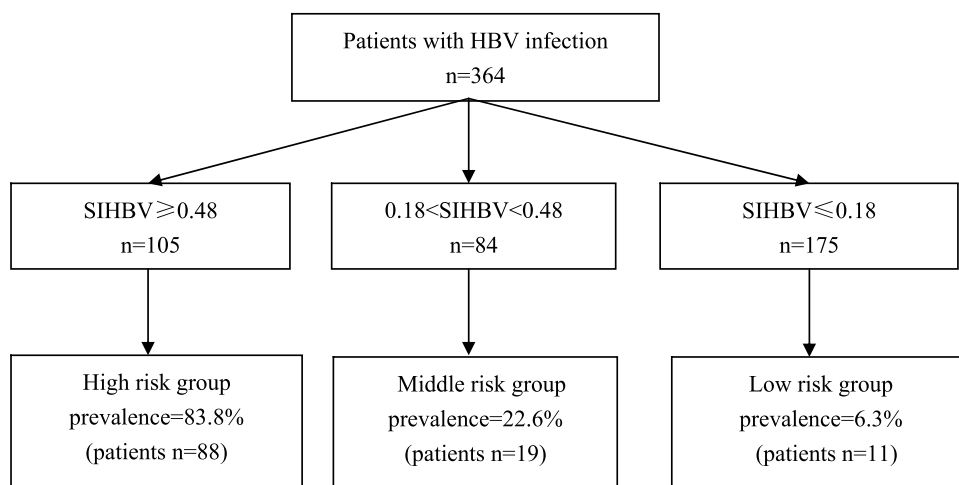 Patients with HBV infection
n=364
SIHBV≥0.48
n=105
0.18<SIHBV<0.48
n=84
SIHBV≤0.18
n=175
High risk group
prevalence=83.8%
(patients n=88)
Middle risk group
prevalence=22.6%
(patients n=19)
Low risk group
prevalence=6.3%
(patients n=11)